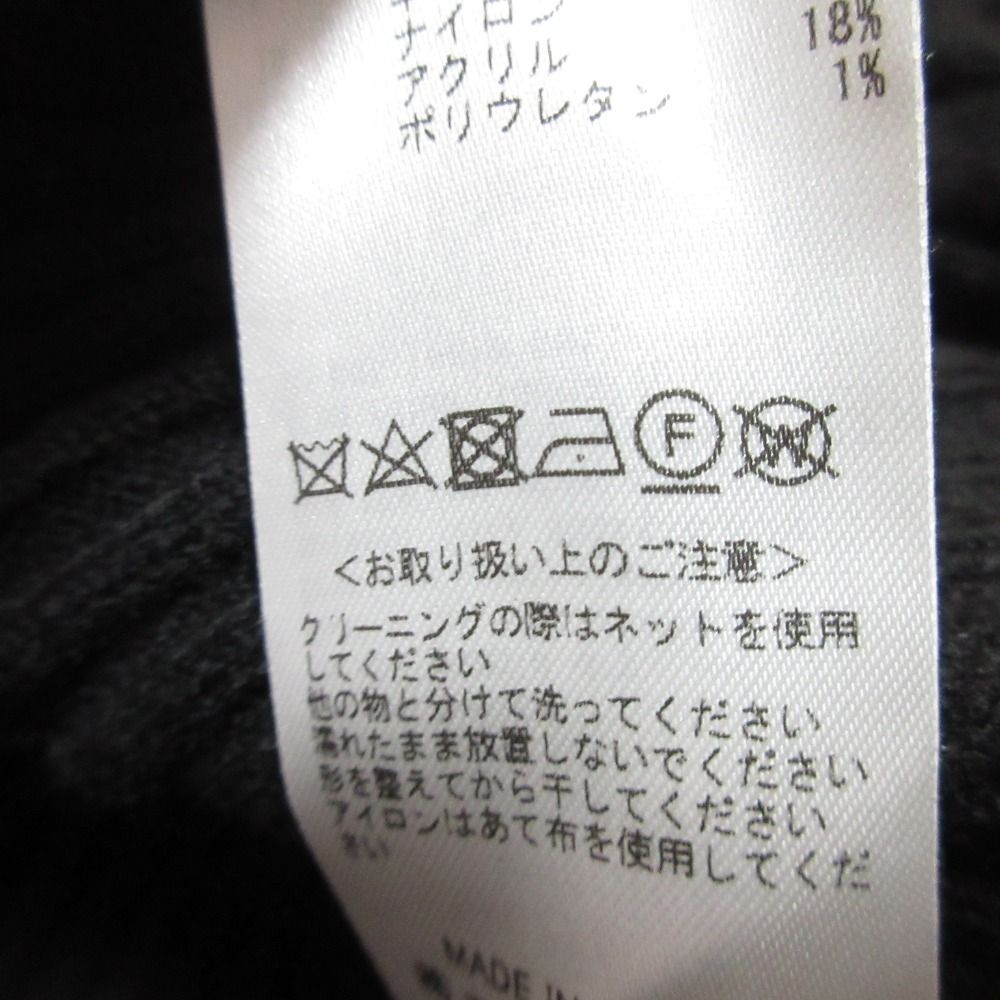 ナイロン
アクリル 18%
ポリウレタン 1%
F
W
<お取り扱い上のご注意>
クリーニングの際はネットを使用
してください
他の物と分けて洗ってください
濡れたまま放置しないでください
形を整えてから干してください
アイロンはあて布を使用してくだ
さい
MADE IN